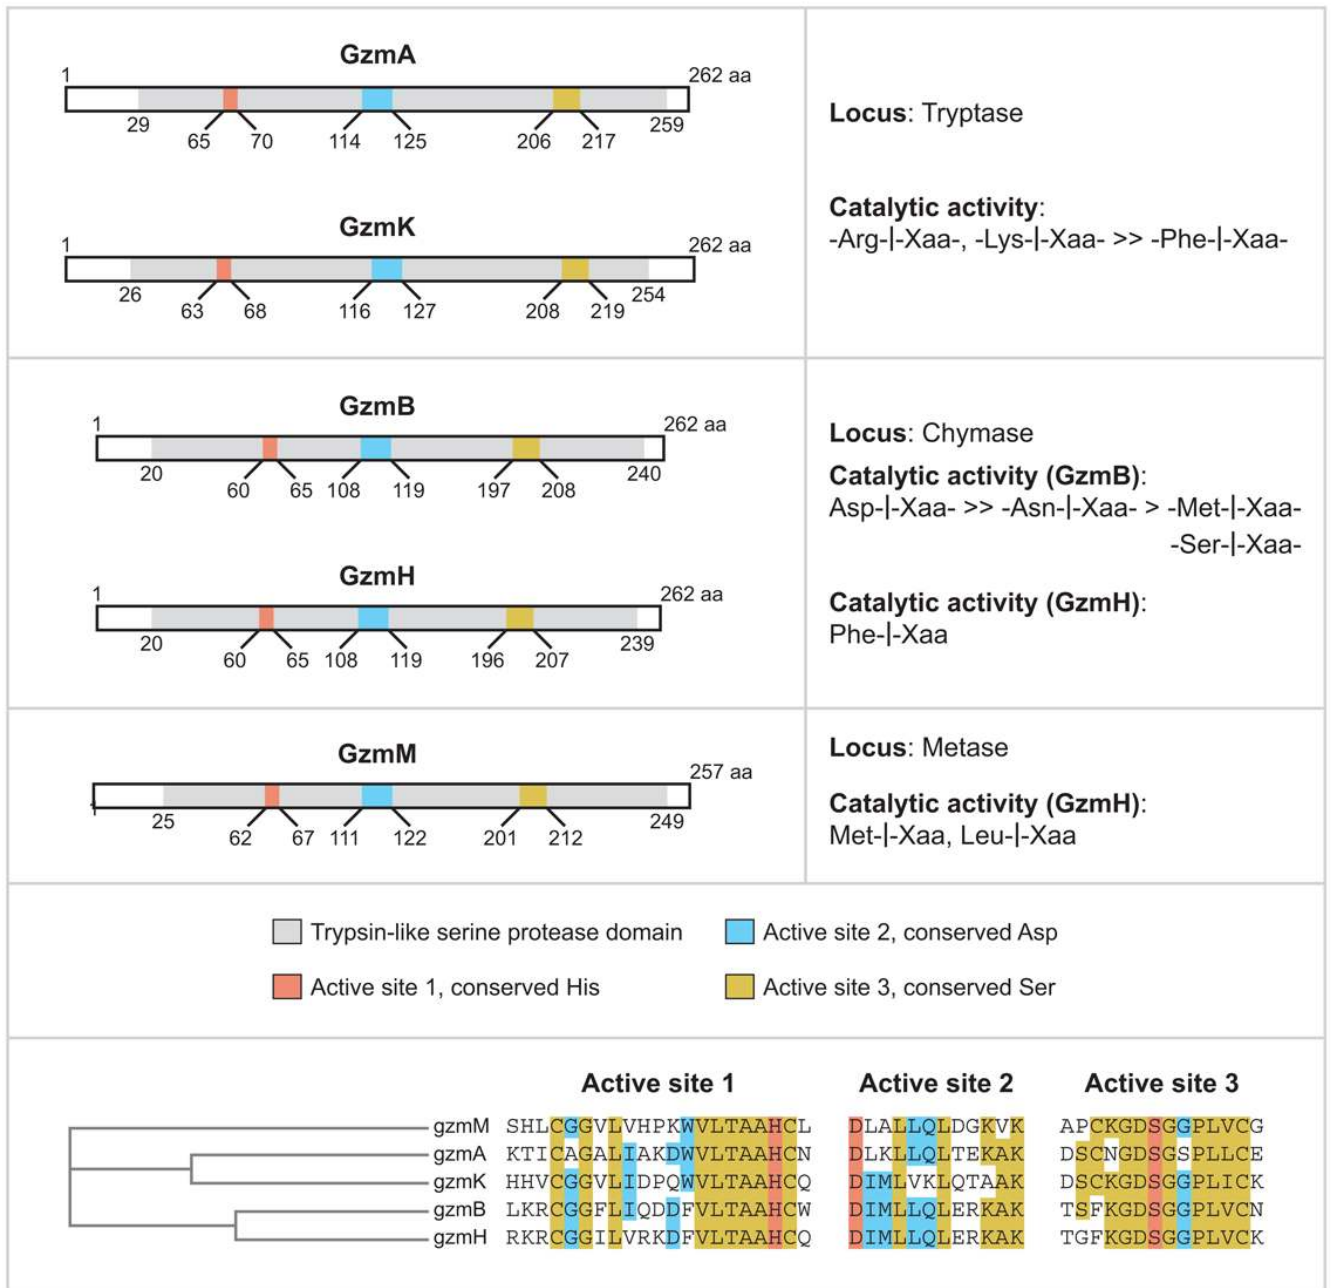 GzmA
1
262 aa
29
65
70
114
125
206
217
259
Locus: Tryptase
Catalytic activity:
-Arg-|-Xaa-, -Lys-|-Xaa- >> -Phe-|-Xaa-
GzmK
1
262 aa
26
63
68
116
127
208
219
254
GzmB
1
262 aa
20
60
65
108
119
197
208
240
Locus: Chymase
Catalytic activity (GzmB):
Asp-|-Xaa- >> -Asn-|-Xaa- > -Met-|-Xaa-
-Ser-|-Xaa-
Catalytic activity (GzmH):
Phe-|-Xaa
GzmH
1
262 aa
20
60
65
108
119
196
207
239
GzmM
257 aa
25
62
67
111
122
201
212
249
Locus: Metase
Catalytic activity (GzmH):
Met-|-Xaa, Leu-|-Xaa
Trypsin-like serine protease domain
Active site 2, conserved Asp
Active site 1, conserved His
Active site 3, conserved Ser
Active site 1 Active site 2 Active site 3
gzmM SHLCGGVLVHPKWVLTAAHCL DLALLQLDGKVK APCKGDSGGPLVCG
gzmA KTICAGALIAKDWVLTAAHCN DLKLLQLTEKAK DSCNGDSGSPLLCE
gzmK HHVCGGVLIDPQWVLTAAHCQ DIMLVKLQTAAK DSCKGDSGGPLICK
gzmB LKRCGGFLIQDDFVLTAAHCW DIMLLQLERKAK TSFKGDSGGPLVCN
gzmH RKRCGGILVRKDFVLTAAHCQ DIMLLQLERKAK TGFKGDSGGPLVCK